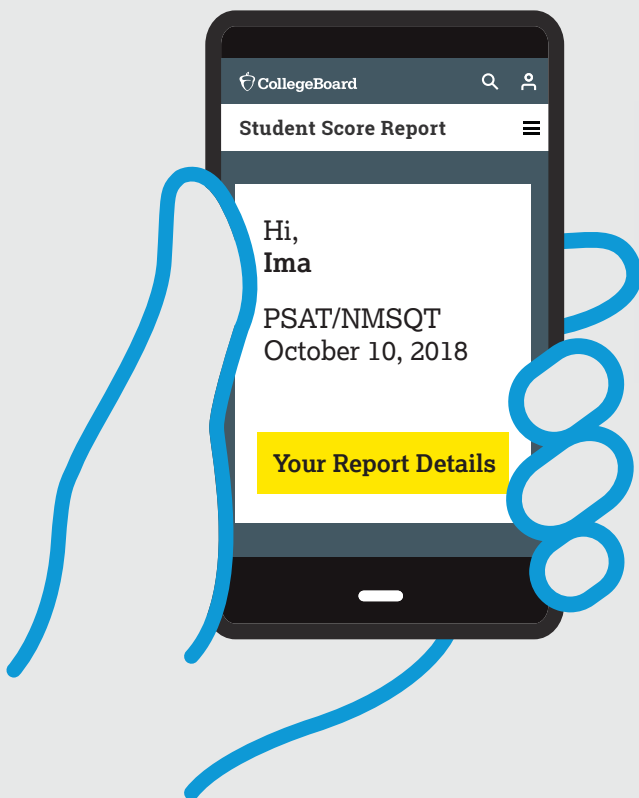 CollegeBoard
Student Score Report
Hi,
Ima
PSAT/NMSQT
October 10, 2018
Your Report Details